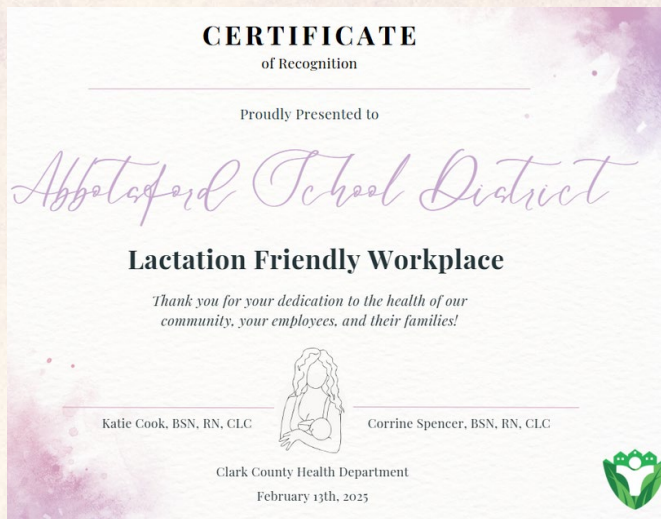 CERTIFICATE
of Recognition
Proudly Presented to
Abbotsford School District
Lactation Friendly Workplace
Thank you for your dedication to the health of our
community, your employees, and their families!
Katie Cook, BSN, RN, CLC
Corrine Spencer, BSN, RN, CLC
Clark County Health Department
February 13th, 2025